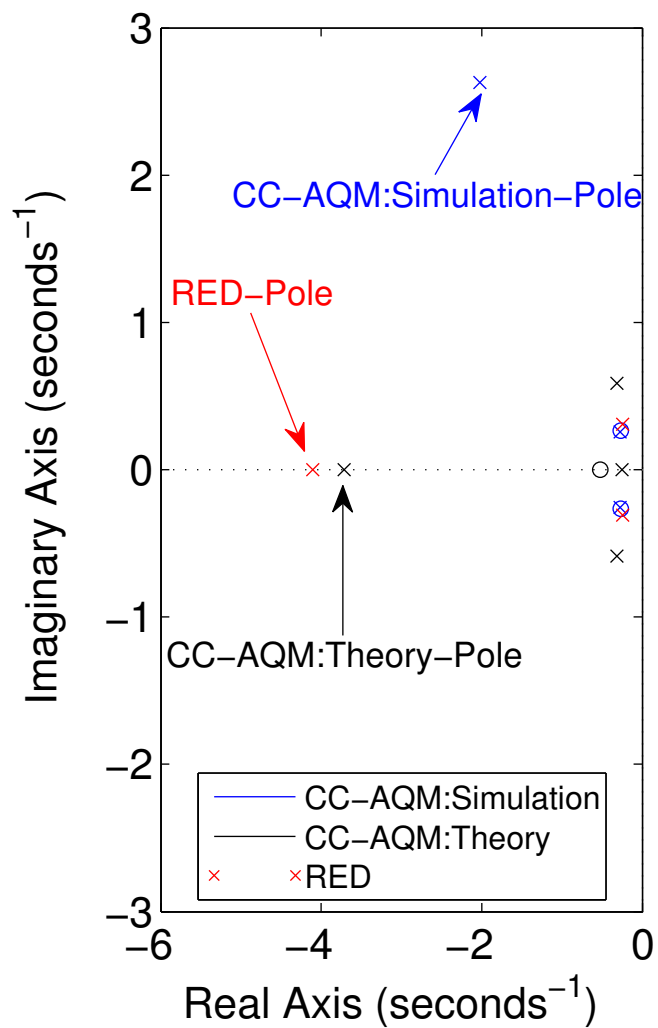 3
2
1
0
−1
−2
−3
Imaginary Axis (seconds⁻¹)
CC−AQM:Simulation−Pole
RED−Pole
CC−AQM:Theory−Pole
CC−AQM:Simulation
CC−AQM:Theory
RED
−6
−4
−2
0
Real Axis (seconds⁻¹)